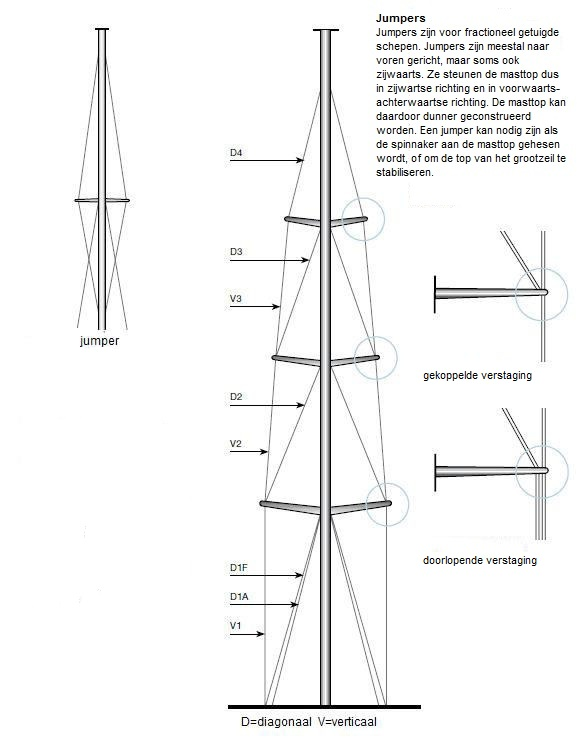 Jumpers
Jumpers zijn voor fractioneel getuigde
schepen. Jumpers zijn meestal naar
voren gericht, maar soms ook
zijwaarts. Ze steunen de masttop dus
in zijwartse richting en in voorwaarts-
achterwaartse richting. De masttop kan
daardoor dunner geconstrueerd
worden. Een jumper kan nodig zijn als
de spinnaker aan de masttop gehesen
wordt, of om de top van het grootzeil te
stabiliseren.
D4
D3
V3
jumper
gekoppelde verstaging
D2
V2
doorlopende verstaging
D1F
D1A
V1
D=diagonaal V=verticaal